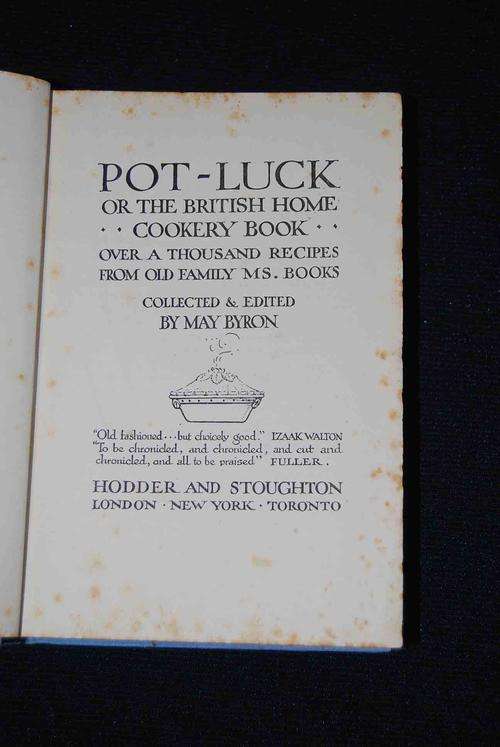 POT-LUCK
OR THE BRITISH HOME
· · COOKERY BOOK · ·
OVER A THOUSAND RECIPES
FROM OLD FAMILY MS. BOOKS
COLLECTED & EDITED
BY MAY BYRON
"Old fashioned...but choicely good." IZAAK WALTON
"To be chronicled, and chronicled, and cut and
chronicled, and all to be praised" FULLER.
HODDER AND STOUGHTON
LONDON · NEW YORK · TORONTO